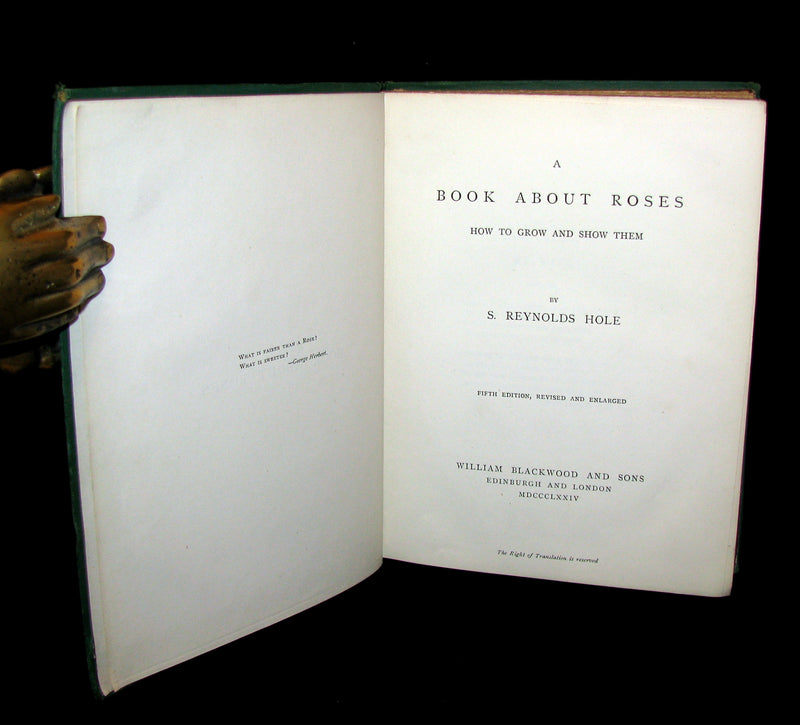 WHAT IS FAIRER THAN A ROSE?
WHAT IS SWEETER?
—George Herbert.
A
BOOK ABOUT ROSES
HOW TO GROW AND SHOW THEM
BY
S. REYNOLDS HOLE
FIFTH EDITION, REVISED AND ENLARGED
WILLIAM BLACKWOOD AND SONS
EDINBURGH AND LONDON
MDCCCLXXIV
The Right of Translation is reserved